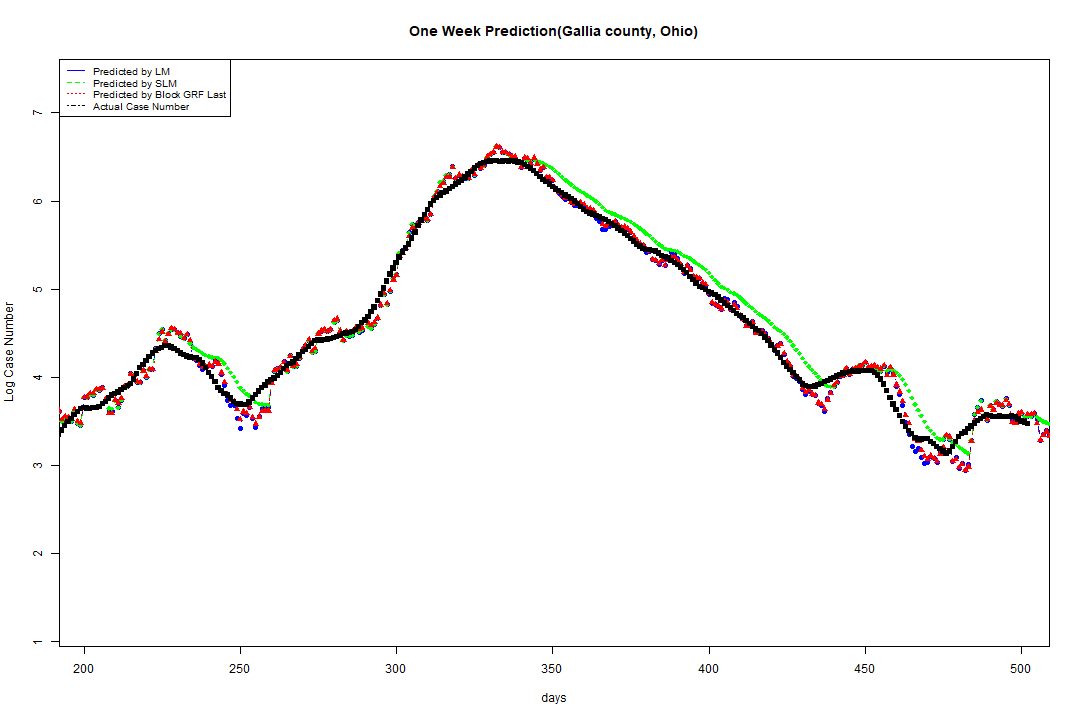 One Week Prediction(Gallia county, Ohio)
Predicted by LM
Predicted by SLM
Predicted by Block GRF Last
Actual Case Number
7
6
5
4
3
2
1
Log Case Number
200 250 300 350 400 450 500
days